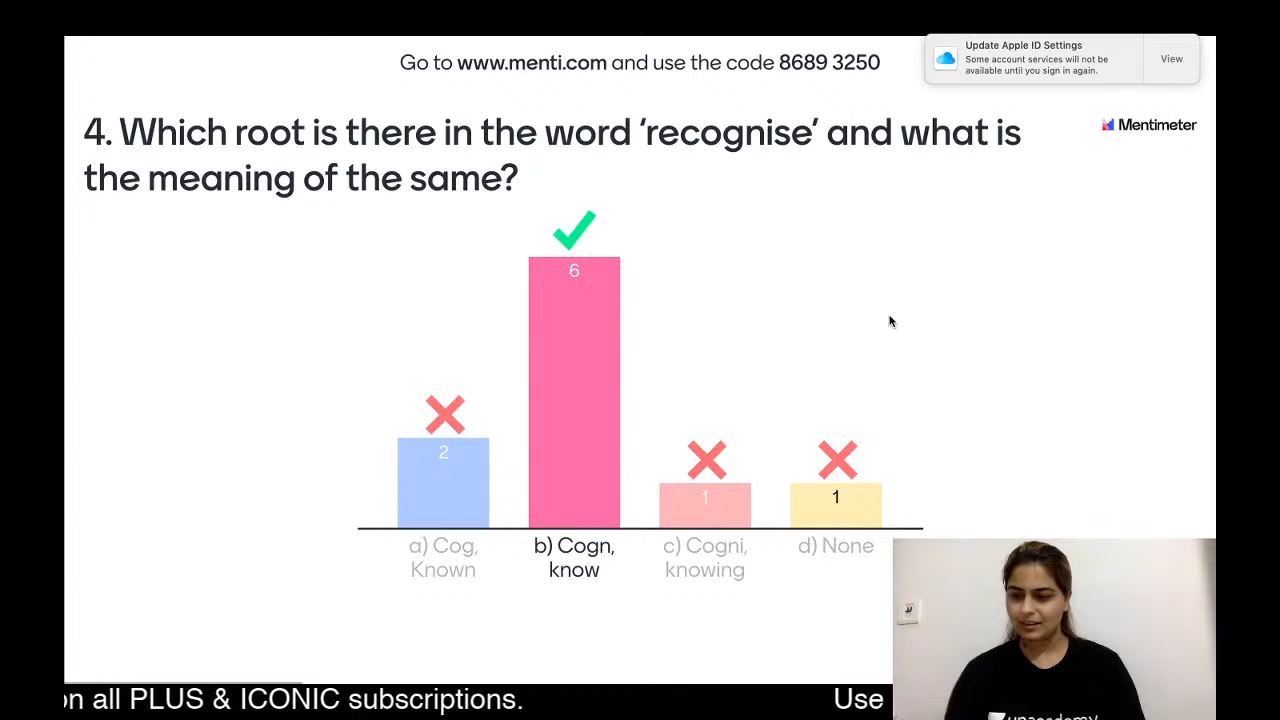 Go to www.menti.com and use the code 8689 3250
Update Apple ID Settings
Some account services will not be
available until you sign in again.
View
4. Which root is there in the word ‘recognise’ and what is
the meaning of the same?
Mentimeter
6
2
1
1
a) Cog,
Known
b) Cogn,
know
c) Cogni,
knowing
d) None
on all PLUS & ICONIC subscriptions.
Use